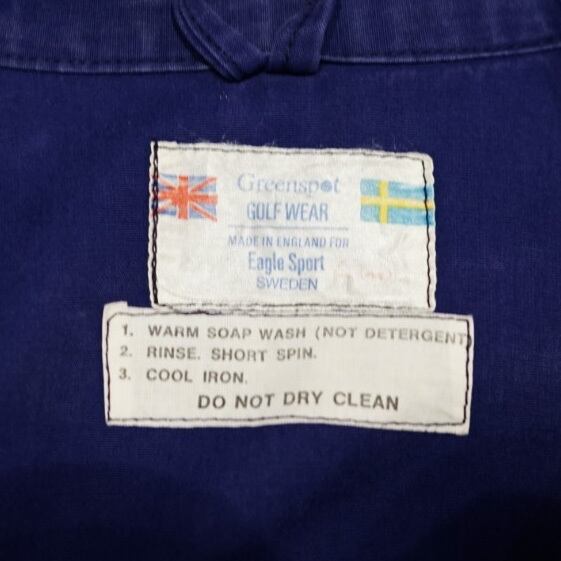 Greenspot
GOLF WEAR
MADE IN ENGLAND FOR
Eagle Sport
SWEDEN
1. WARM SOAP WASH (NOT DETERGENT)
2. RINSE. SHORT SPIN.
3. COOL IRON.
DO NOT DRY CLEAN